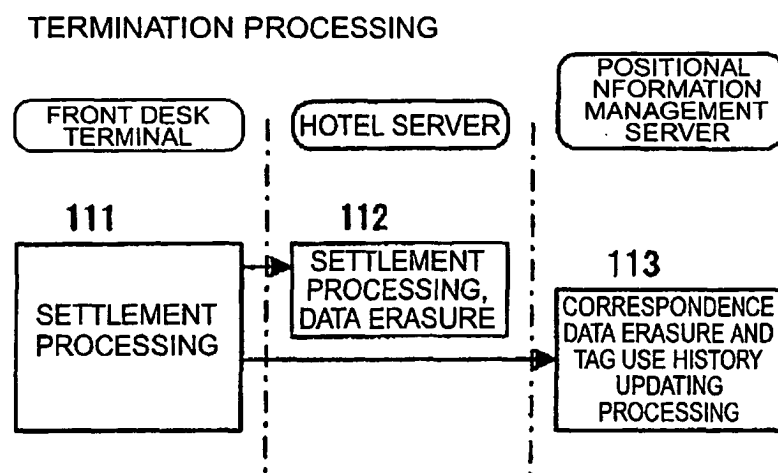 TERMINATION PROCESSING
FRONT DESK
TERMINAL
HOTEL SERVER
POSITIONAL
NFORMATION
MANAGEMENT
SERVER
111
SETTLEMENT
PROCESSING
112
SETTLEMENT
PROCESSING,
DATA ERASURE
113
CORRESPONDENCE
DATA ERASURE AND
TAG USE HISTORY
UPDATING
PROCESSING